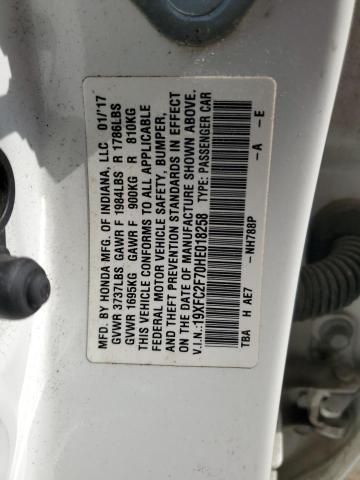 MFD. BY HONDA MFG. OF INDIANA, LLC 01/'17
GVWR 3737LBS GAWR F 1984LBS R 1786LBS
GVWR 1695KG GAWR F 900KG R 810KG
THIS VEHICLE CONFORMS TO ALL APPLICABLE
FEDERAL MOTOR VEHICLE SAFETY, BUMPER,
AND THEFT PREVENTION STANDARDS IN EFFECT
ON THE DATE OF MANUFACTURE SHOWN ABOVE.
V.I.N.:19XFC2F70HE018258 TYPE: PASSENGER CAR
TBA H AE7 -NH788P -A -E